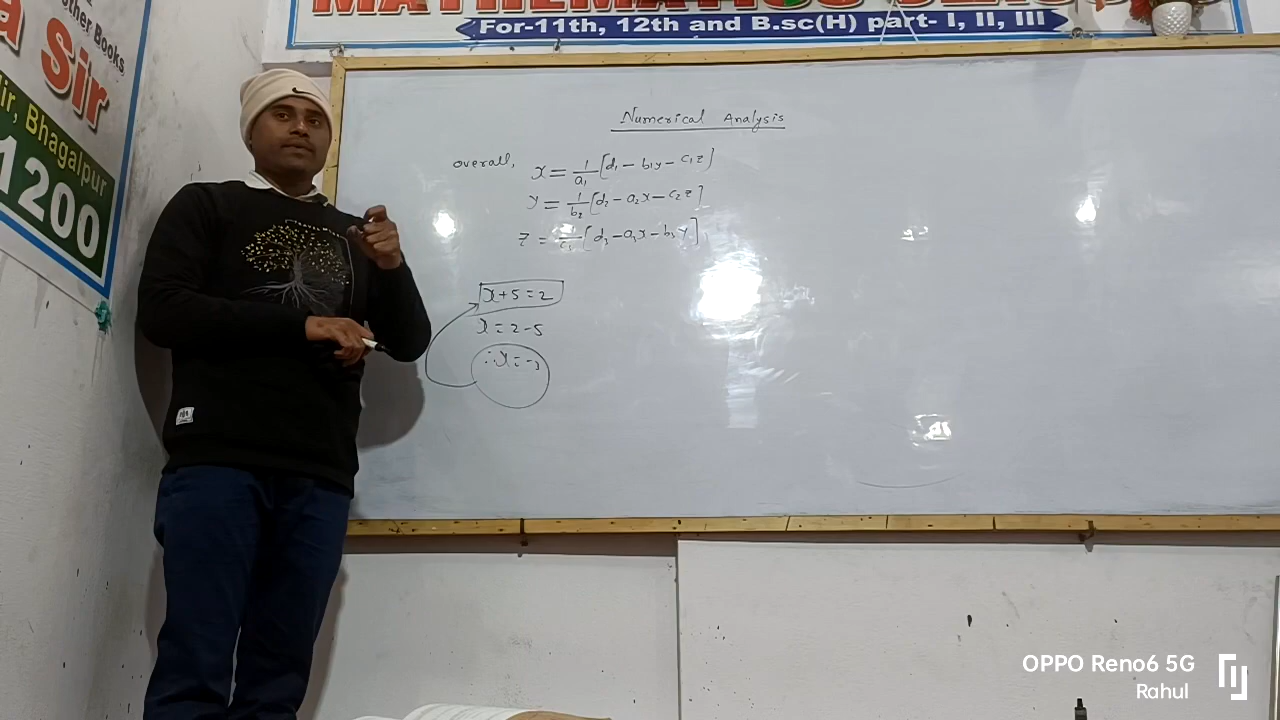 other Books
a Sir
ir, Bhagalpur
1200
MATHEMATICS
For-11th, 12th and B.sc(H) part- I, II, III
Numerical Analysis
overall, x = 1/a₁ [d₁ - b₁y - c₁z]
y = 1/b₂ [d₂ - a₂x - c₂z]
z = 1/c₃ [d₃ - a₃x - b₃y]
x+5=2
x = 2-5
∴ x = -3
OPPO Reno6 5G
Rahul